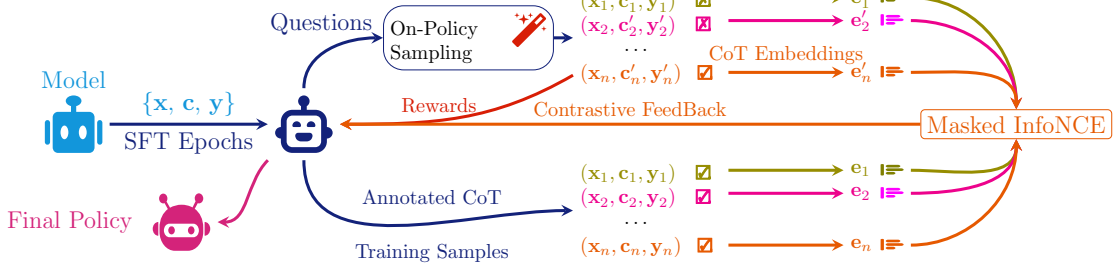 Questions
On-Policy
Sampling
(x₁, c₁, y₁)
(x₂, c′₂, y′₂)
...
(xₙ, c′ₙ, y′ₙ)
e′₂
CoT Embeddings
e′ₙ
Model
{x, c, y}
SFT Epochs
Rewards
Contrastive FeedBack
Masked InfoNCE
Final Policy
Annotated CoT
Training Samples
(x₁, c₁, y₁)
(x₂, c₂, y₂)
...
(xₙ, cₙ, yₙ)
e₁
e₂
eₙ